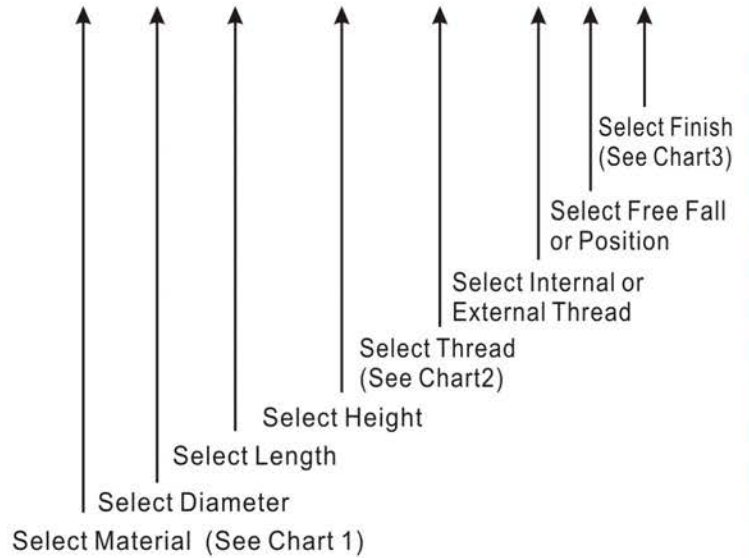 Select Finish
(See Chart3)
Select Free Fall
or Position
Select Internal or
External Thread
Select Thread
(See Chart2)
Select Height
Select Length
Select Diameter
Select Material (See Chart 1)